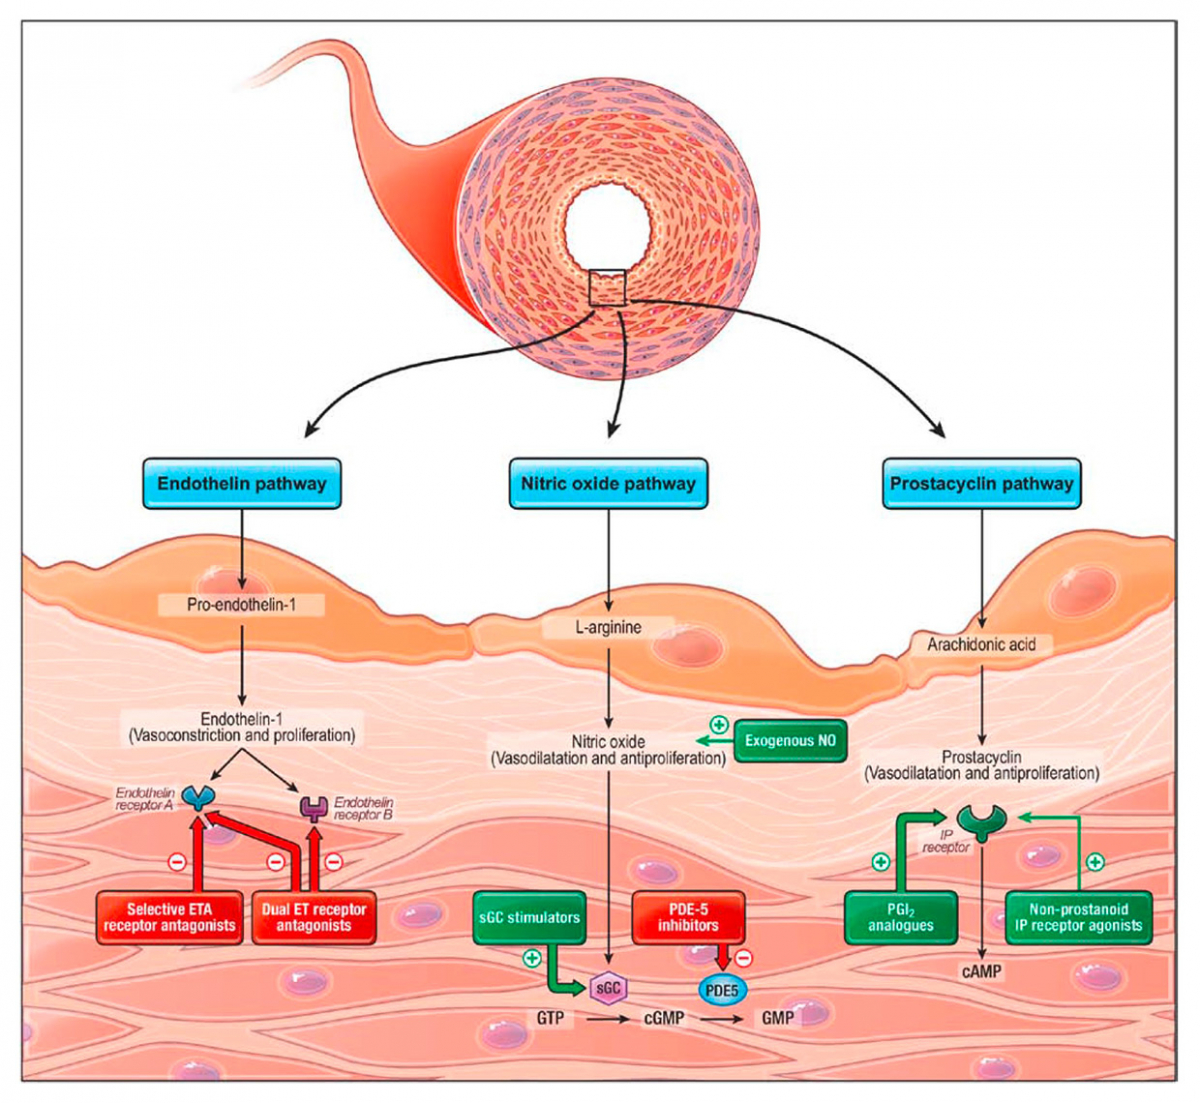 Endothelin pathway
Nitric oxide pathway
Prostacyclin pathway
Pro-endothelin-1
L-arginine
Arachidonic acid
Endothelin-1
(Vasoconstriction and proliferation)
Nitric oxide
(Vasodilatation and antiproliferation)
+
Exogenous NO
Prostacyclin
(Vasodilatation and antiproliferation)
Endothelin
receptor A
Endothelin
receptor B
IP
receptor
−
−
−
+
+
Selective ETA
receptor antagonists
Dual ET receptor
antagonists
sGC stimulators
PDE-5
inhibitors
PGI₂
analogues
Non-prostanoid
IP receptor agonists
+
−
sGC
PDE5
cAMP
GTP
cGMP
GMP